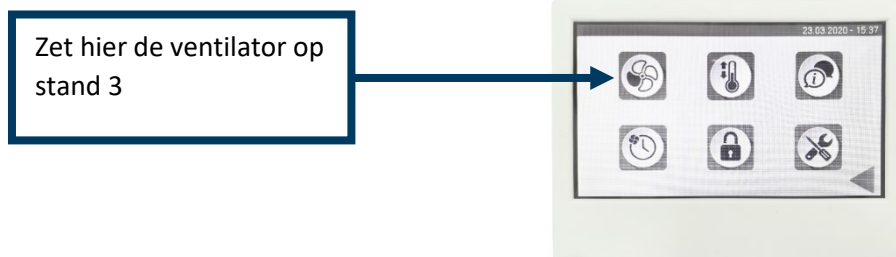 Zet hier de ventilator op
stand 3
23.03.2020 - 15:37